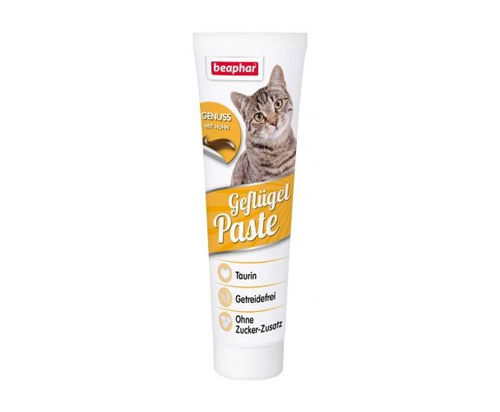 beaphar
GENUSS
MIT HUHN
Geflügel
Paste
Taurin
Getreidefrei
Ohne
Zucker-Zusatz